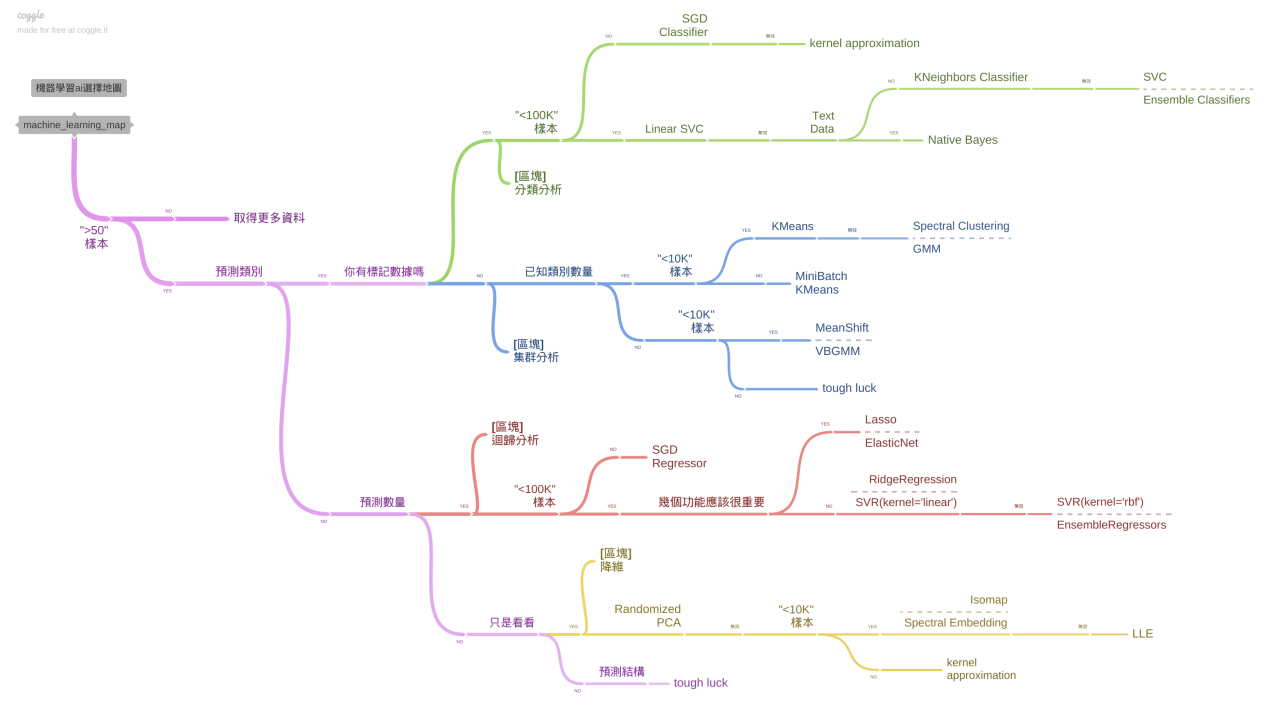 coggle
made for free at coggle.it
機器學習ai選擇地圖
machine_learning_map
">50"
樣本
NO
取得更多資料
YES
預測類別
YES
你有標記數據嗎
YES
"<100K"
樣本
[區塊]
分類分析
NO
SGD
Classifier
無效
kernel approximation
YES
Linear SVC
無效
Text
Data
NO
KNeighbors Classifier
無效
SVC
Ensemble Classifiers
YES
Native Bayes
NO
已知類別數量
[區塊]
集群分析
YES
"<10K"
樣本
YES
KMeans
無效
Spectral Clustering
GMM
NO
MiniBatch
KMeans
NO
"<10K"
樣本
YES
MeanShift
VBGMM
NO
tough luck
NO
預測數量
YES
[區塊]
迴歸分析
"<100K"
樣本
NO
SGD
Regressor
YES
幾個功能應該很重要
YES
Lasso
ElasticNet
NO
RidgeRegression
SVR(kernel='linear')
無效
SVR(kernel='rbf')
EnsembleRegressors
NO
只是看看
YES
[區塊]
降維
Randomized
PCA
無效
"<10K"
樣本
YES
Isomap
Spectral Embedding
無效
LLE
NO
kernel
approximation
NO
預測結構
tough luck